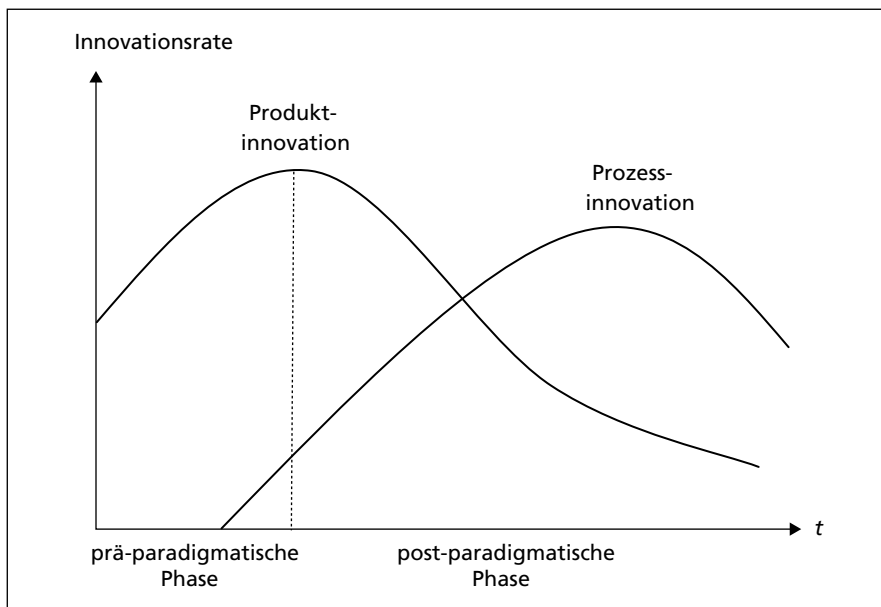 Innovationsrate
Produkt-
innovation
Prozess-
innovation
t
prä-paradigmatische
Phase
post-paradigmatische
Phase